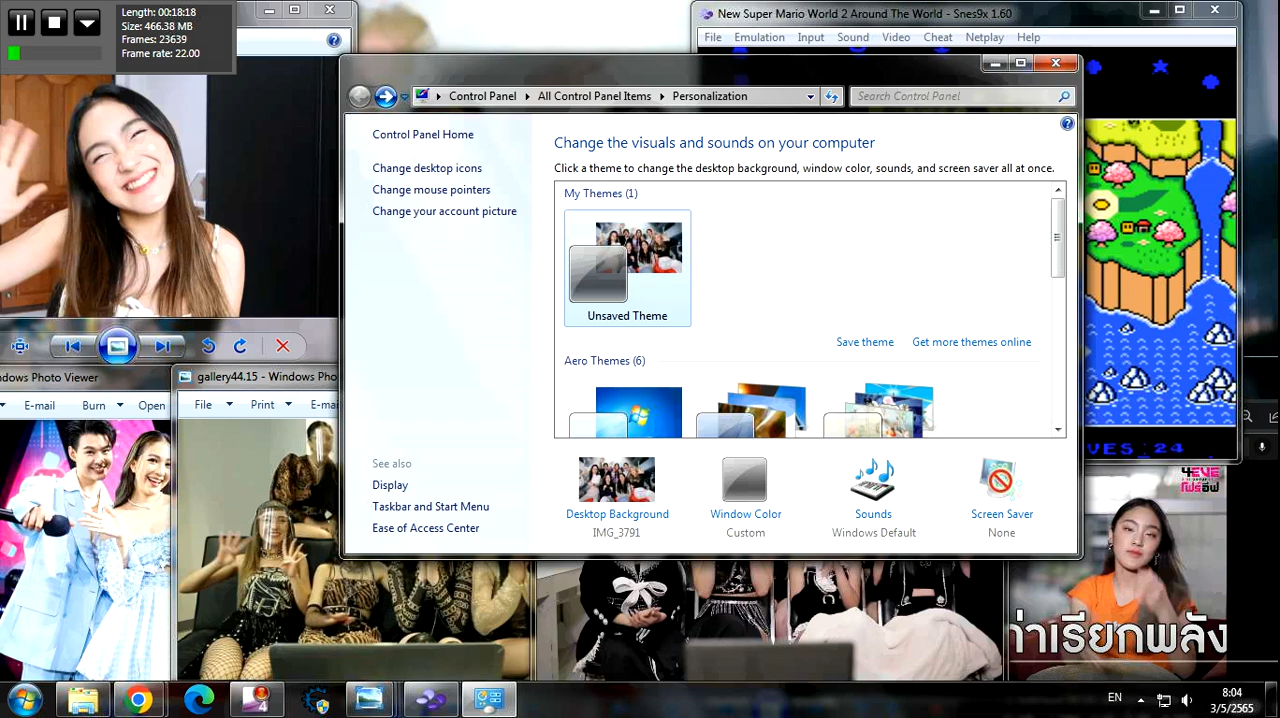 Length: 00:18:18
Size: 466.38 MB
Frames: 23639
Frame rate: 22.00
New Super Mario World 2 Around The World - Snes9x 1.60
File Emulation Input Sound Video Cheat Netplay Help
Control Panel All Control Panel Items Personalization
Search Control Panel
Control Panel Home
Change desktop icons
Change mouse pointers
Change your account picture
Change the visuals and sounds on your computer
Click a theme to change the desktop background, window color, sounds, and screen saver all at once.
My Themes (1)
Unsaved Theme
Save theme Get more themes online
Aero Themes (6)
See also
Display
Taskbar and Start Menu
Ease of Access Center
Desktop Background
IMG_3791
Window Color
Custom
Sounds
Windows Default
Screen Saver
None
dows Photo Viewer
E-mail Burn Open
gallery44.15 - Windows Pho
File Print E-ma
VES_24
4EVE
ว่าเรียกพลัง
4
EN
8:04
3/5/2565